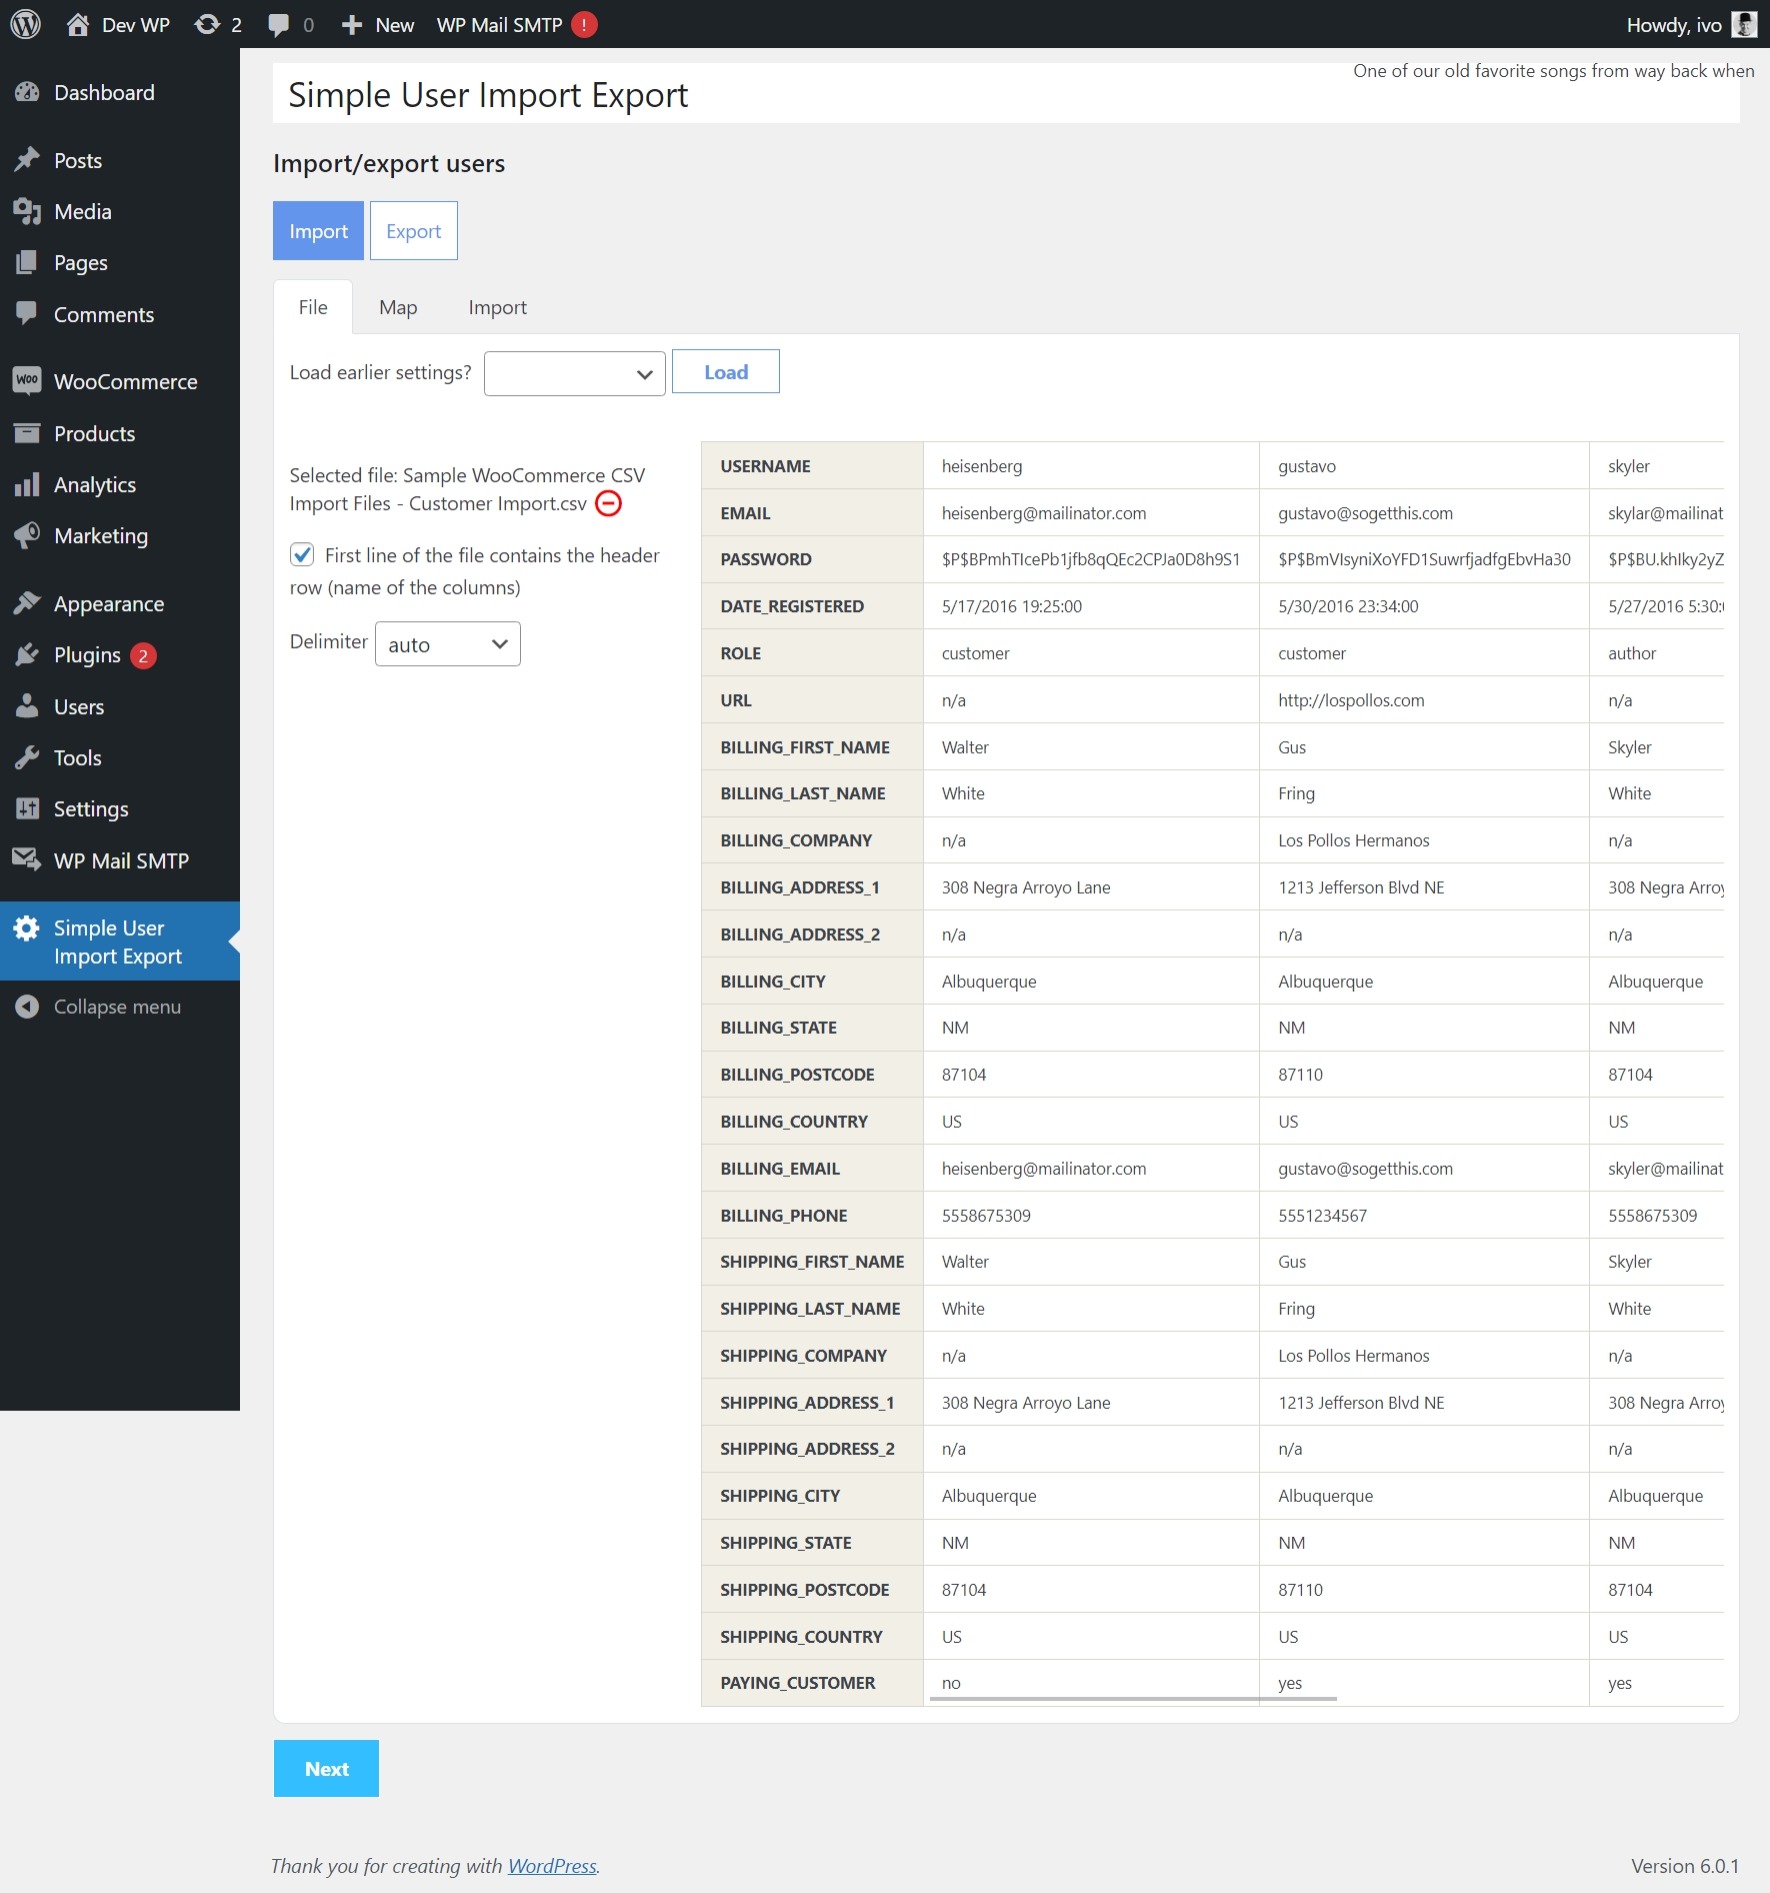 Dev WP 2 0 New WP Mail SMTP ! Howdy, ivo
One of our old favorite songs from way back when
Dashboard
Posts
Media
Pages
Comments
WooCommerce
Products
Analytics
Marketing
Appearance
Plugins 2
Users
Tools
Settings
WP Mail SMTP
Simple User
Import Export
Collapse menu
Simple User Import Export
Import/export users
Import Export
File Map Import
Load earlier settings? Load
Selected file: Sample WooCommerce CSV
Import Files - Customer Import.csv
First line of the file contains the header
row (name of the columns)
Delimiter auto
USERNAME heisenberg gustavo skyler
EMAIL heisenberg@mailinator.com gustavo@sogetthis.com skylar@mailinat
PASSWORD $P$BPmhTIcePb1jfb8qQEc2CPJa0D8h9S1 $P$BmVIsyniXoYFD1SuwrfjadfgEbvHa30 $P$BU.khIky2yZ
DATE_REGISTERED 5/17/2016 19:25:00 5/30/2016 23:34:00 5/27/2016 5:30:
ROLE customer customer author
URL n/a http://lospollos.com n/a
BILLING_FIRST_NAME Walter Gus Skyler
BILLING_LAST_NAME White Fring White
BILLING_COMPANY n/a Los Pollos Hermanos n/a
BILLING_ADDRESS_1 308 Negra Arroyo Lane 1213 Jefferson Blvd NE 308 Negra Arroy
BILLING_ADDRESS_2 n/a n/a n/a
BILLING_CITY Albuquerque Albuquerque Albuquerque
BILLING_STATE NM NM NM
BILLING_POSTCODE 87104 87110 87104
BILLING_COUNTRY US US US
BILLING_EMAIL heisenberg@mailinator.com gustavo@sogetthis.com skyler@mailinat
BILLING_PHONE 5558675309 5551234567 5558675309
SHIPPING_FIRST_NAME Walter Gus Skyler
SHIPPING_LAST_NAME White Fring White
SHIPPING_COMPANY n/a Los Pollos Hermanos n/a
SHIPPING_ADDRESS_1 308 Negra Arroyo Lane 1213 Jefferson Blvd NE 308 Negra Arroy
SHIPPING_ADDRESS_2 n/a n/a n/a
SHIPPING_CITY Albuquerque Albuquerque Albuquerque
SHIPPING_STATE NM NM NM
SHIPPING_POSTCODE 87104 87110 87104
SHIPPING_COUNTRY US US US
PAYING_CUSTOMER no yes yes
Next
Thank you for creating with WordPress.
Version 6.0.1